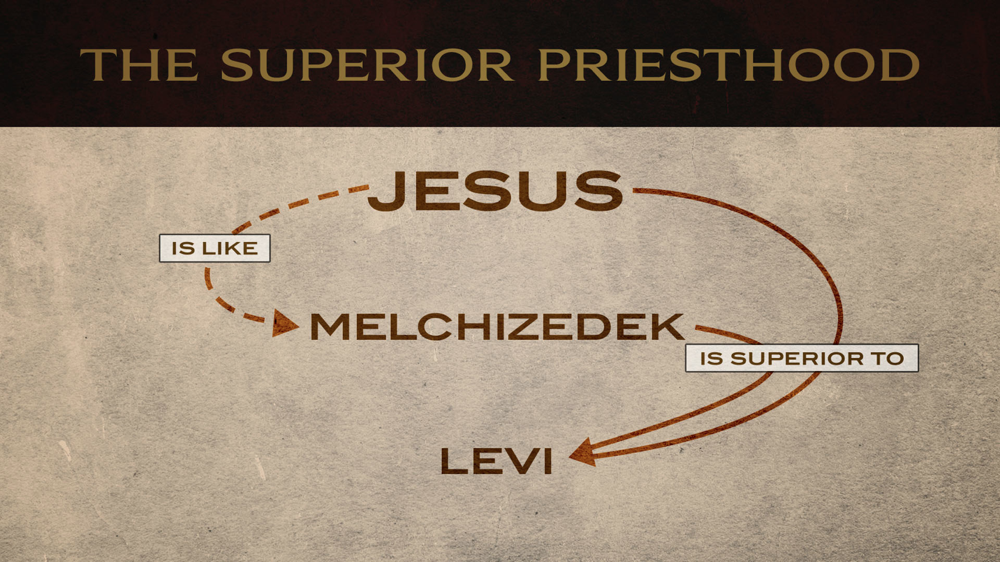 THE SUPERIOR PRIESTHOOD
JESUS
IS LIKE
MELCHIZEDEK
IS SUPERIOR TO
LEVI